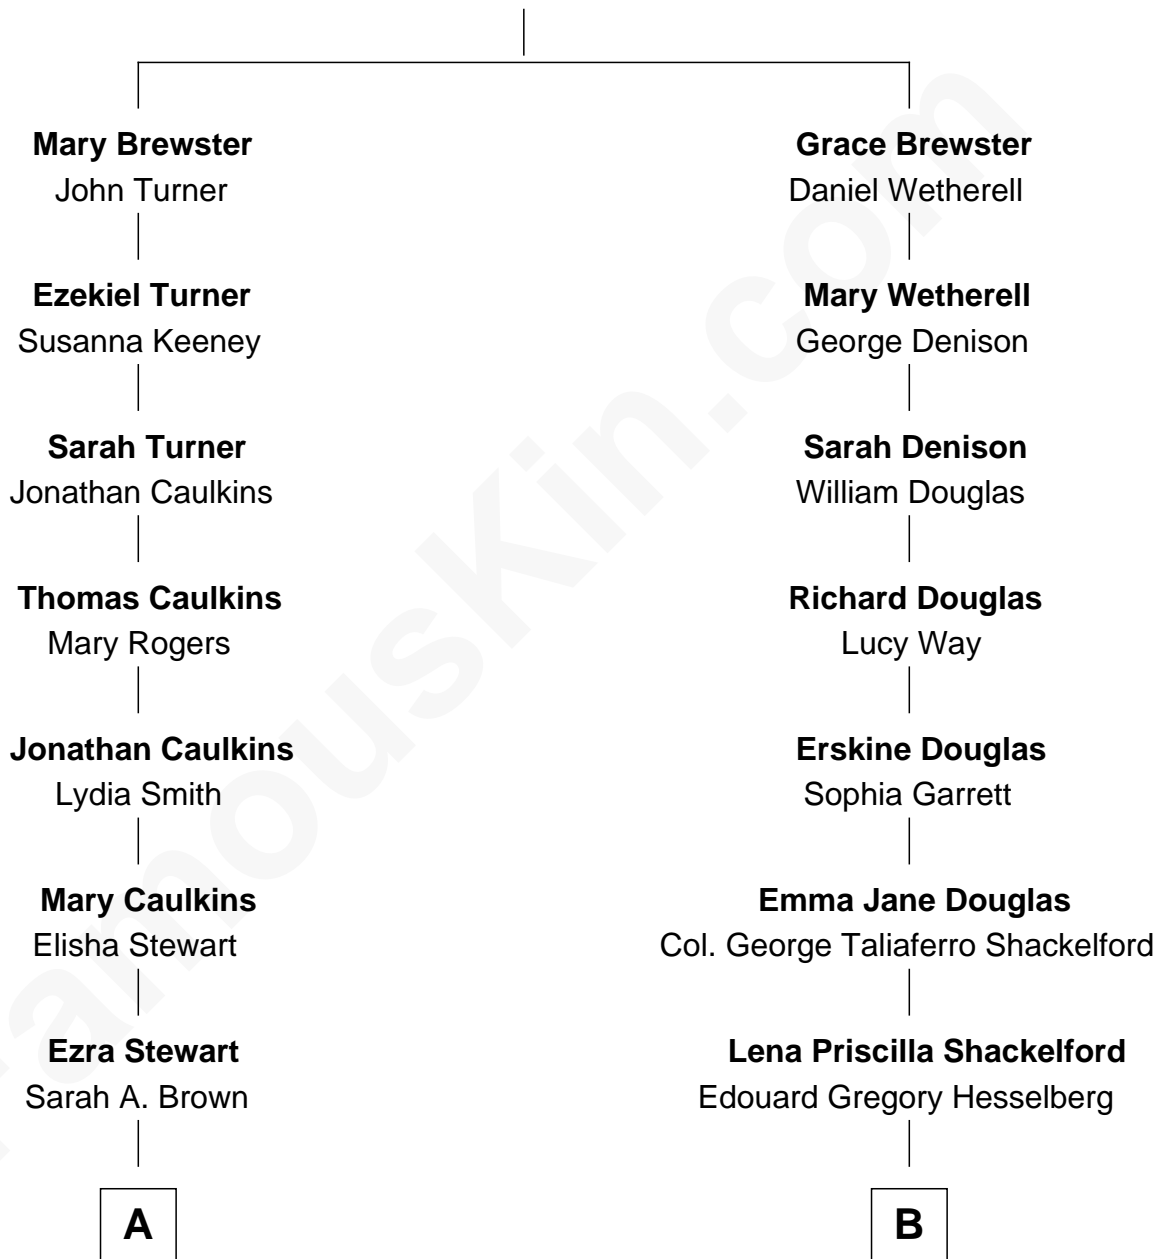 Mary Brewster
John Turner
Ezekiel Turner
Susanna Keeney
Sarah Turner
Jonathan Caulkins
Thomas Caulkins
Mary Rogers
Jonathan Caulkins
Lydia Smith
Mary Caulkins
Elisha Stewart
Ezra Stewart
Sarah A. Brown
A
Grace Brewster
Daniel Wetherell
Mary Wetherell
George Denison
Sarah Denison
William Douglas
Richard Douglas
Lucy Way
Erskine Douglas
Sophia Garrett
Emma Jane Douglas
Col. George Taliaferro Shackelford
Lena Priscilla Shackelford
Edouard Gregory Hesselberg
B
FamousKin.com